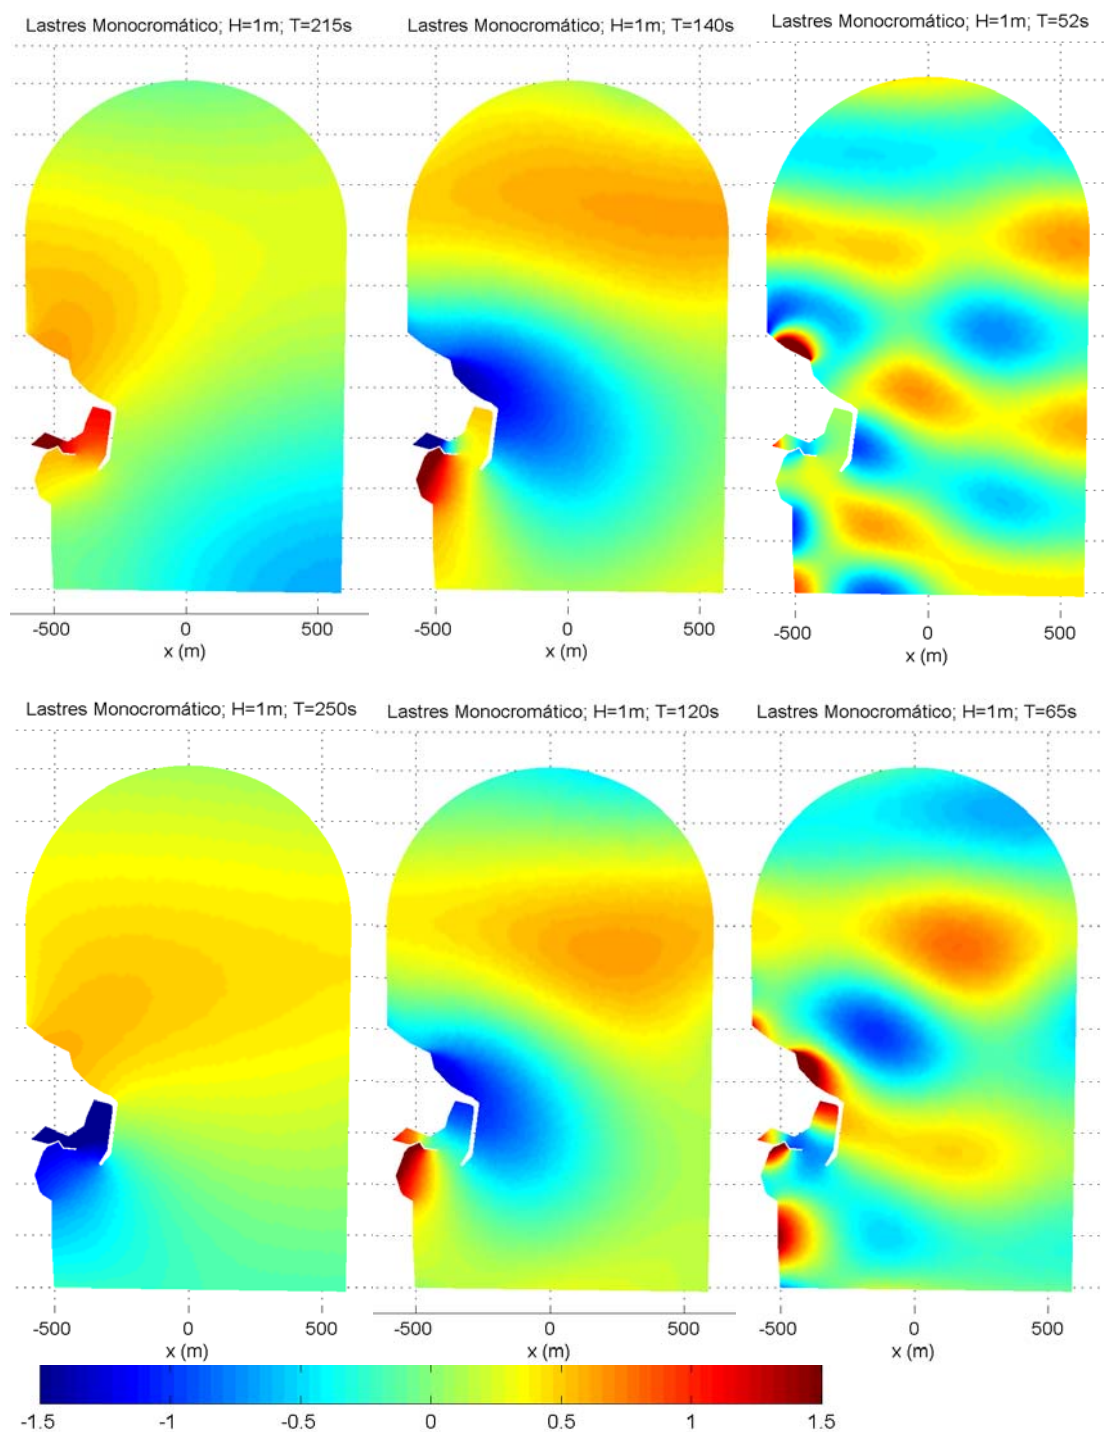 Lastres Monocromático; H=1m; T=215s
Lastres Monocromático; H=1m; T=140s
Lastres Monocromático; H=1m; T=52s
-500 0 500
x (m)
-500 0 500
x (m)
-500 0 500
x (m)
Lastres Monocromático; H=1m; T=250s
Lastres Monocromático; H=1m; T=120s
Lastres Monocromático; H=1m; T=65s
-500 0 500
x (m)
-500 0 500
x (m)
-500 0 500
x (m)
-1.5 -1 -0.5 0 0.5 1 1.5